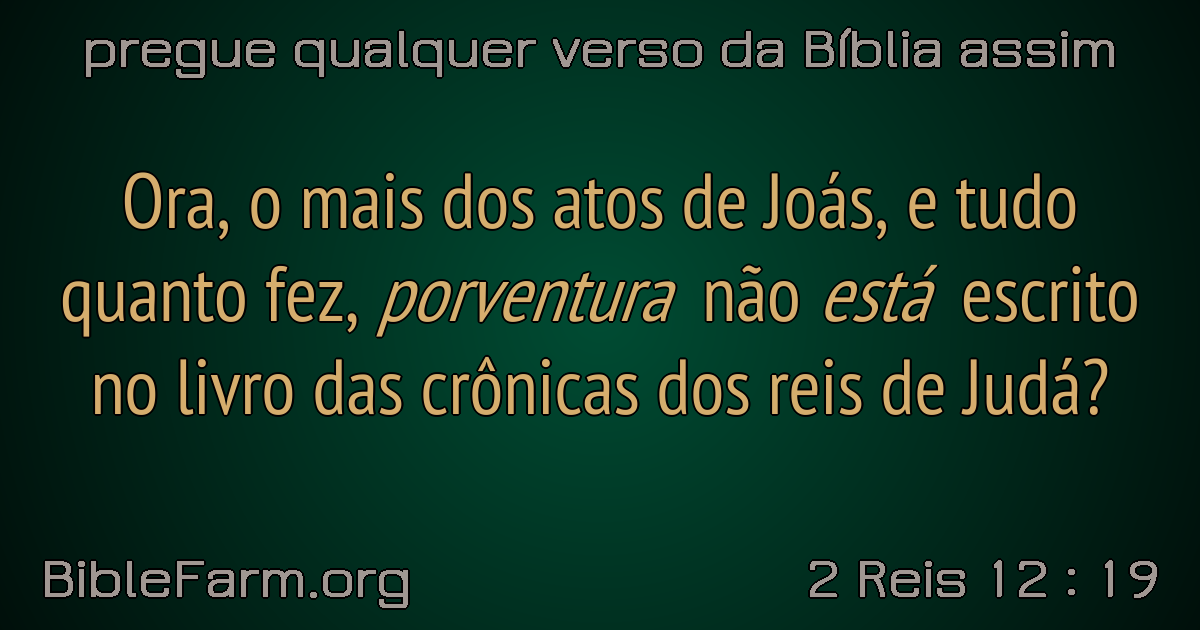 pregue qualquer verso da Bíblia assim
Ora, o mais dos atos de Joás, e tudo
quanto fez, porventura não está escrito
no livro das crônicas dos reis de Judá?
BibleFarm.org
2 Reis 12 : 19